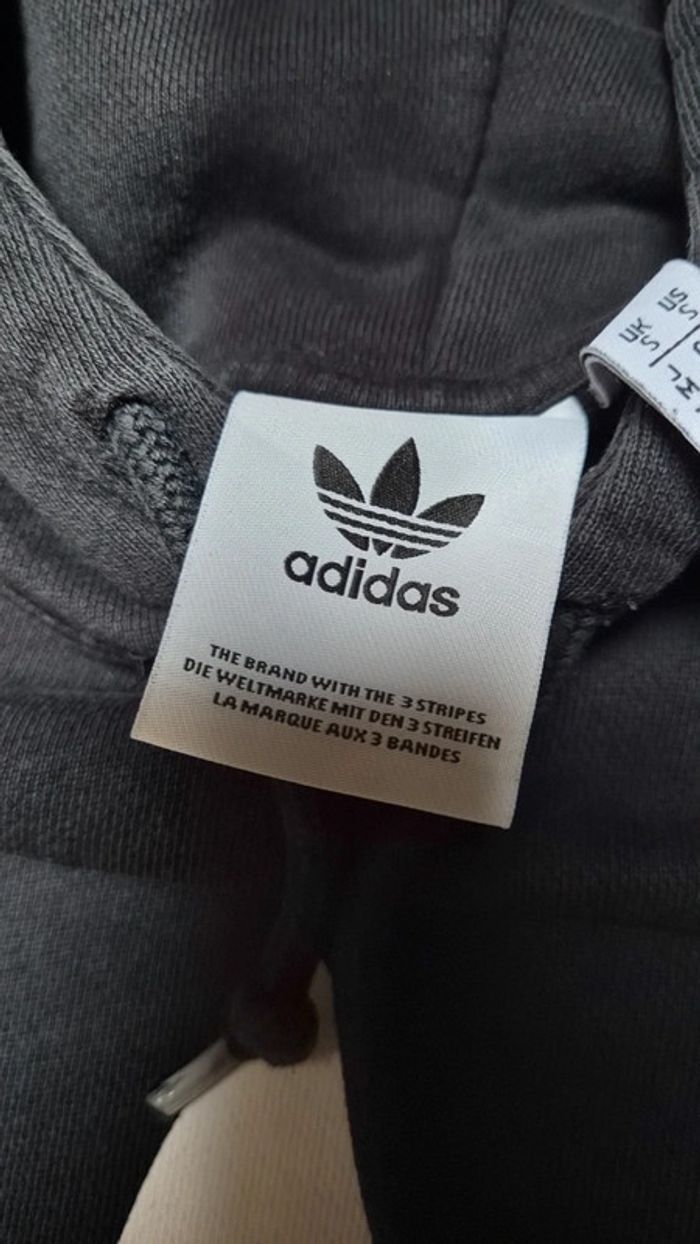 adidas
THE BRAND WITH THE 3 STRIPES
DIE WELTMARKE MIT DEN 3 STREIFEN
LA MARQUE AUX 3 BANDES
UK US
S S